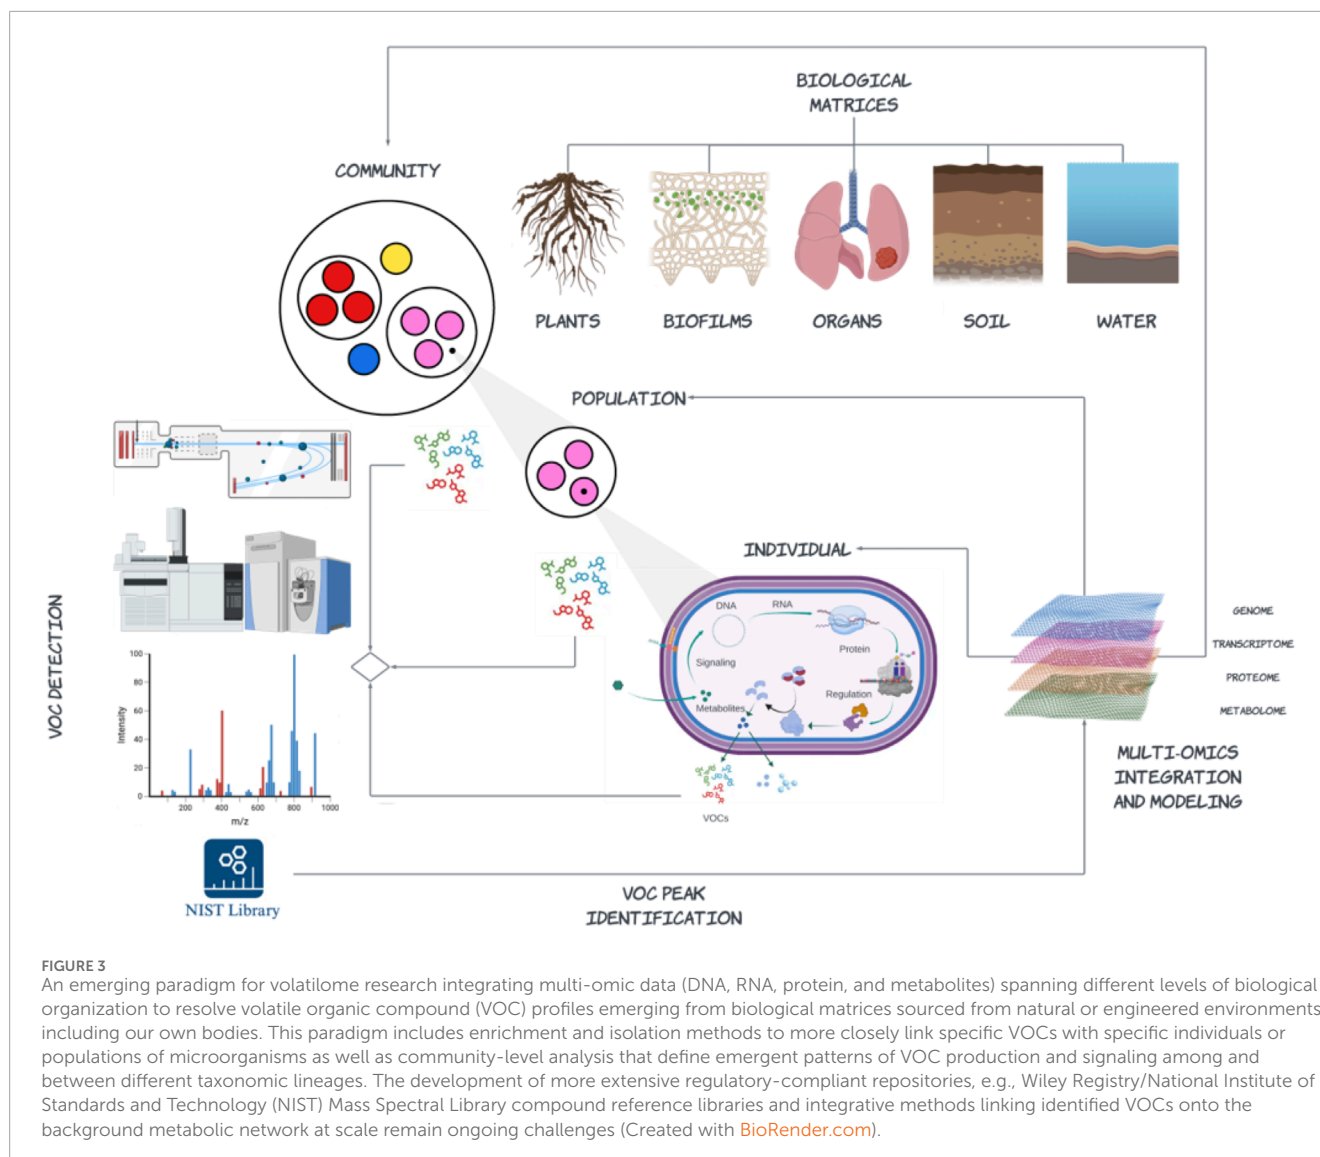 BIOLOGICAL
MATRICES
COMMUNITY
PLANTS
BIOFILMS
ORGANS
SOIL
WATER
POPULATION
INDIVIDUAL
DNA
RNA
Protein
Signaling
Regulation
Metabolites
VOCs
GENOME
TRANSCRIPTOME
PROTEOME
METABOLOME
MULTI-OMICS
INTEGRATION
AND MODELING
VOC DETECTION
Intensity
100
80
60
40
20
0
200 400 600 800 1000
m/z
NIST Library
VOC PEAK
IDENTIFICATION
FIGURE 3
An emerging paradigm for volatilome research integrating multi-omic data (DNA, RNA, protein, and metabolites) spanning different levels of biological
organization to resolve volatile organic compound (VOC) profiles emerging from biological matrices sourced from natural or engineered environments
including our own bodies. This paradigm includes enrichment and isolation methods to more closely link specific VOCs with specific individuals or
populations of microorganisms as well as community-level analysis that define emergent patterns of VOC production and signaling among and
between different taxonomic lineages. The development of more extensive regulatory-compliant repositories, e.g., Wiley Registry/National Institute of
Standards and Technology (NIST) Mass Spectral Library compound reference libraries and integrative methods linking identified VOCs onto the
background metabolic network at scale remain ongoing challenges (Created with BioRender.com).